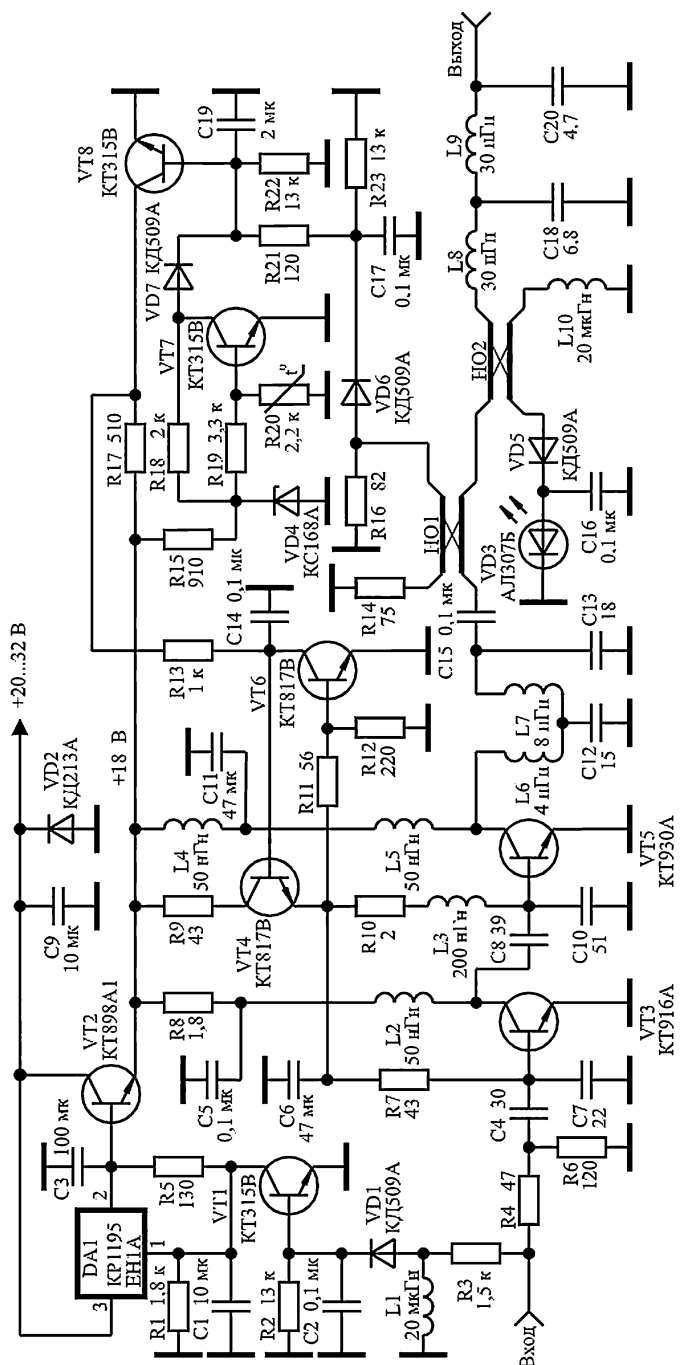 +20...32 В
+18 В
DA1
КР1195
ЕН1А
3
2
1
C3
100 мк
VT2
КТ898А1
C9
10 мк
VD2
КД213А
R5
130
VT1
КТ315В
R1 1.8 к
C1 10 мк
R2 13 к
C2 0,1 мк
VD1
КД509А
L1
20 мкГн
R3
1,5 к
Вход
R4 47
R6
120
C4 30
C7
22
R7
43
C6
47 мк
C5
0,1 мк
R8
1,8
L2
50 нГн
VT3
КТ916А
R9
43
VT4
КТ817В
R10
2
L3
200 нГн
C8 39
C10
51
L4
50 нГн
C11
47 мк
L5
50 нГн
VT5
КТ930А
R11 56
R12
220
VT6
КТ817В
R13
1 к
C14 0,1 мк
L6
4 нГн
L7
8 нГн
C12
15
C13
18
C15 0,1 мк
R14
75
R15
910
R17 510
R18 2 к
R19 3,3 к
VD4
КС168А
R20
2,2 к
t°
VT7
КТ315В
VD7 КД509А
VT8
КТ315В
R21
120
R22
13 к
C19
2 мк
R23
13 к
C17
0.1 мк
VD6
КД509А
R16 82
НО1
НО2
VD3
АЛ307Б
VD5
КД509А
C16
0.1 мк
L10
20 мкГн
L8
30 нГн
C18
6.8
L9
30 нГн
C20
4.7
Выход